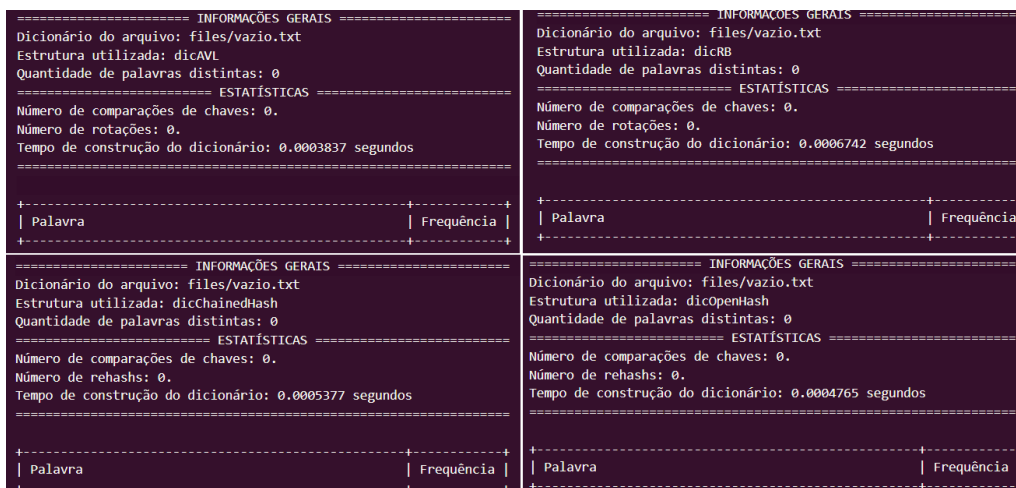 ======================= INFORMAÇÕES GERAIS =======================
Dicionário do arquivo: files/vazio.txt
Estrutura utilizada: dicAVL
Quantidade de palavras distintas: 0
========================== ESTATÍSTICAS ==========================
Número de comparações de chaves: 0.
Número de rotações: 0.
Tempo de construção do dicionário: 0.0003837 segundos
==================================================================
+---------------------------------------------------+------------+
| Palavra | Frequência |
+---------------------------------------------------+------------+
======================= INFORMAÇÕES GERAIS =====================
Dicionário do arquivo: files/vazio.txt
Estrutura utilizada: dicRB
Quantidade de palavras distintas: 0
========================== ESTATÍSTICAS ========================
Número de comparações de chaves: 0.
Número de rotações: 0.
Tempo de construção do dicionário: 0.0006742 segundos
================================================================
+---------------------------------------------------+-----------
| Palavra | Frequência
+---------------------------------------------------+-----------
======================= INFORMAÇÕES GERAIS =======================
Dicionário do arquivo: files/vazio.txt
Estrutura utilizada: dicChainedHash
Quantidade de palavras distintas: 0
========================== ESTATÍSTICAS ==========================
Número de comparações de chaves: 0.
Número de rehashs: 0.
Tempo de construção do dicionário: 0.0005377 segundos
==================================================================
+---------------------------------------------------+------------+
| Palavra | Frequência |
+---------------------------------------------------+------------+
======================= INFORMAÇÕES GERAIS ======================
Dicionário do arquivo: files/vazio.txt
Estrutura utilizada: dicOpenHash
Quantidade de palavras distintas: 0
========================== ESTATÍSTICAS =========================
Número de comparações de chaves: 0.
Número de rehashs: 0.
Tempo de construção do dicionário: 0.0004765 segundos
=================================================================
+---------------------------------------------------+------------
| Palavra | Frequência
+---------------------------------------------------+------------